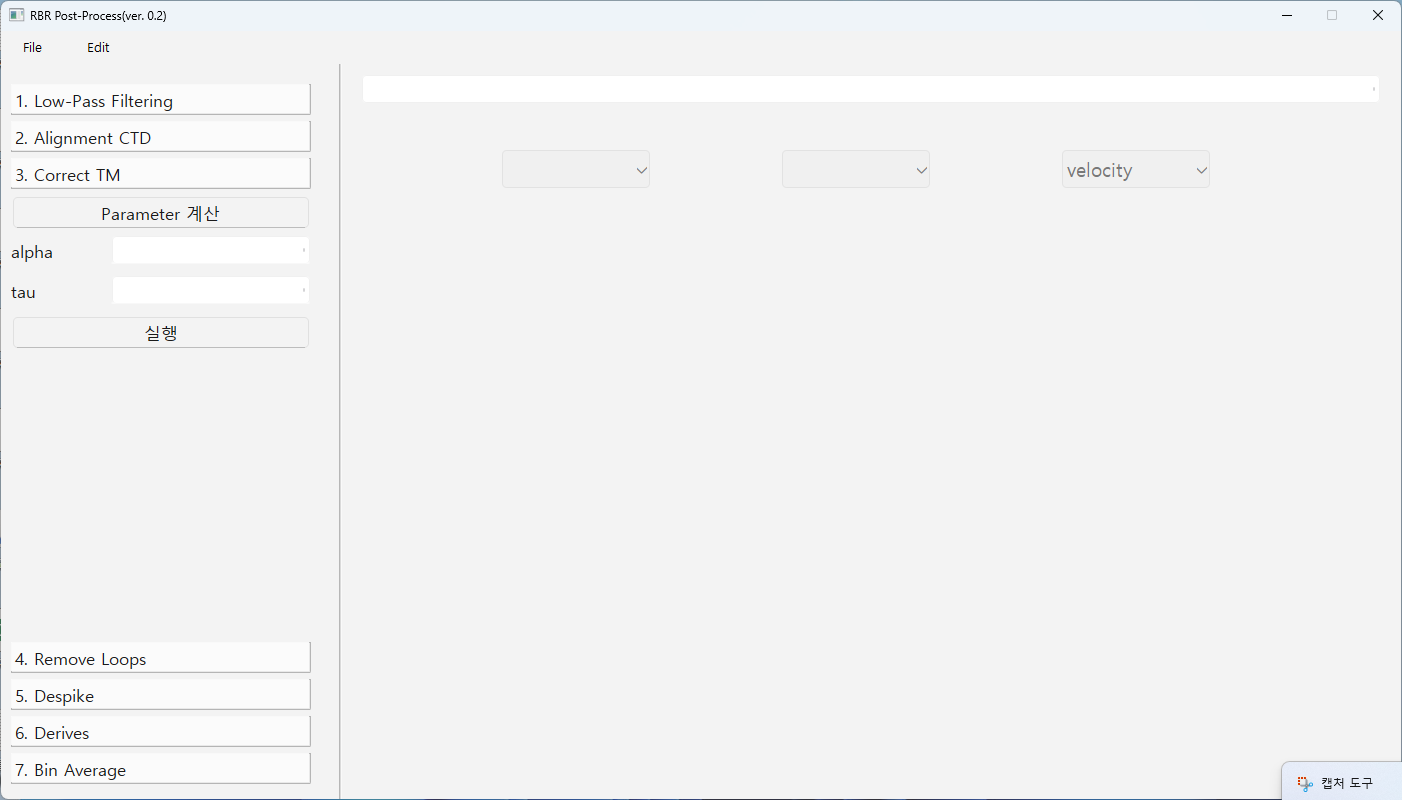 RBR Post-Process(ver. 0.2)
File Edit
1. Low-Pass Filtering
2. Alignment CTD
3. Correct TM
Parameter 계산
alpha
tau
실행
4. Remove Loops
5. Despike
6. Derives
7. Bin Average
velocity
캡처 도구